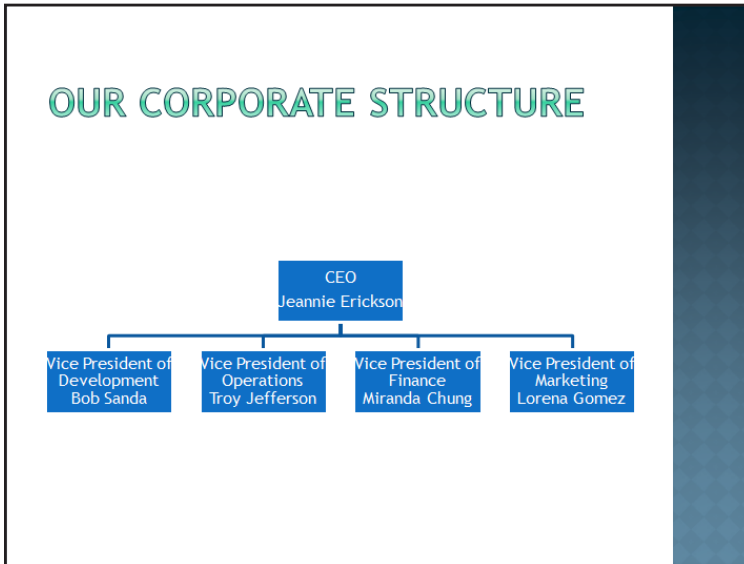 OUR CORPORATE STRUCTURE
CEO
Jeannie Erickson
Vice President of
Development
Bob Sanda
Vice President of
Operations
Troy Jefferson
Vice President of
Finance
Miranda Chung
Vice President of
Marketing
Lorena Gomez